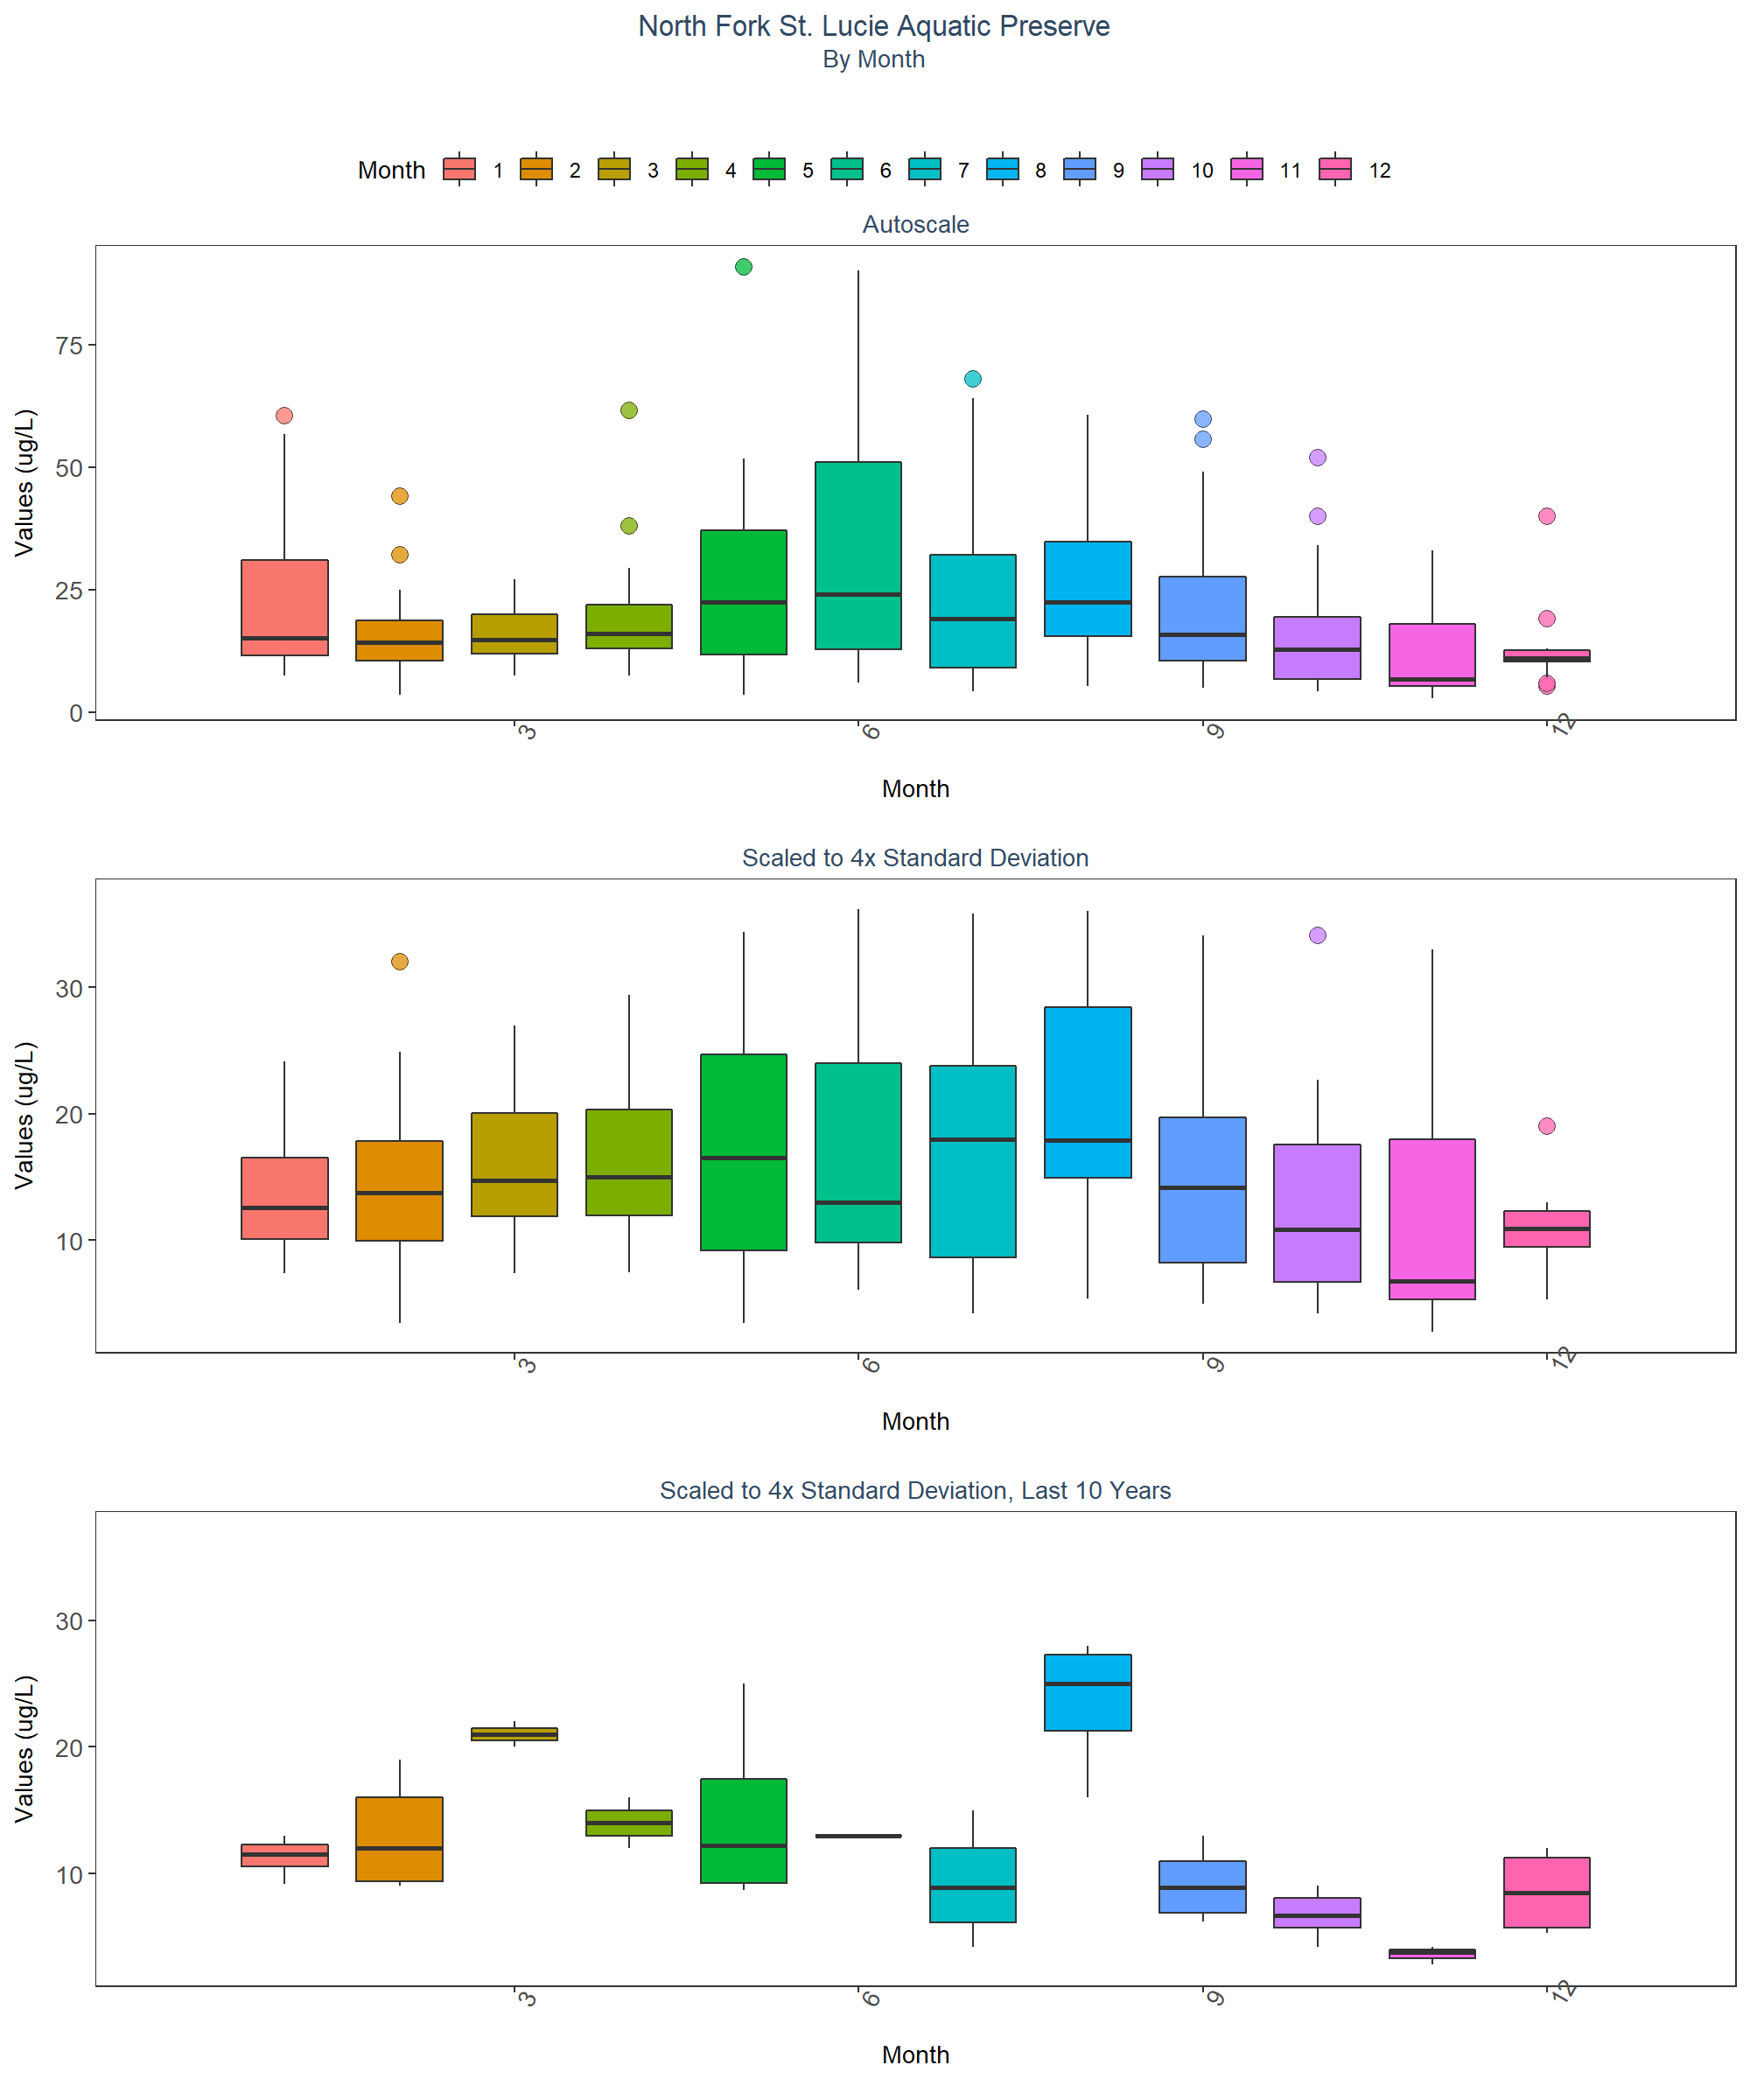 North Fork St. Lucie Aquatic Preserve
By Month
Month 1 2 3 4 5 6 7 8 9 10 11 12
Autoscale
Values (ug/L)
75
50
25
0
3 6 9 12
Month
Scaled to 4x Standard Deviation
Values (ug/L)
30
20
10
3 6 9 12
Month
Scaled to 4x Standard Deviation, Last 10 Years
Values (ug/L)
30
20
10
3 6 9 12
Month